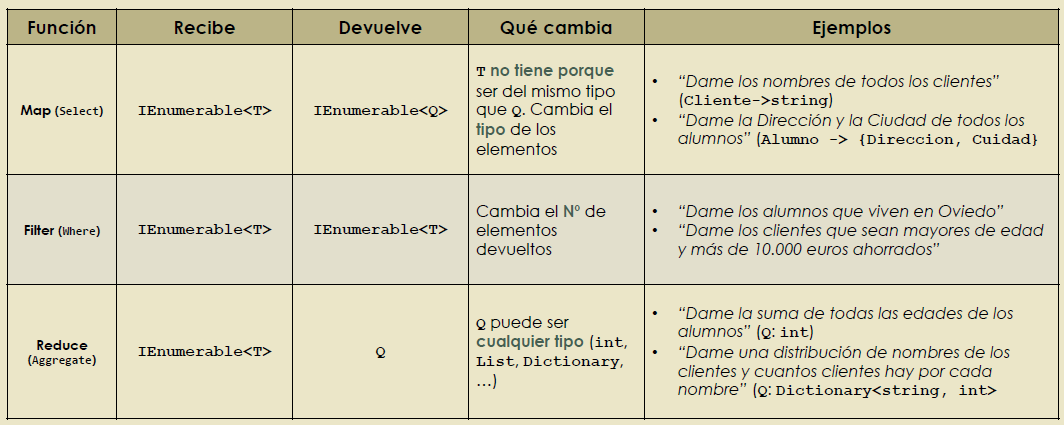 Función Recibe Devuelve Qué cambia Ejemplos
Map (Select)
IEnumerable<T>
IEnumerable<Q>
T no tiene porque
ser del mismo tipo
que Q. Cambia el
tipo de los
elementos
• “Dame los nombres de todos los clientes”
(Cliente->string)
• “Dame la Dirección y la Ciudad de todos los
alumnos” (Alumno -> {Direccion, Cuidad}
Filter (Where)
IEnumerable<T>
IEnumerable<T>
Cambia el Nº de
elementos
devueltos
• “Dame los alumnos que viven en Oviedo”
• “Dame los clientes que sean mayores de edad
y más de 10.000 euros ahorrados”
Reduce
(Aggregate)
IEnumerable<T>
Q
Q puede ser
cualquier tipo (int,
List, Dictionary,
…)
• “Dame la suma de todas las edades de los
alumnos” (Q: int)
• “Dame una distribución de nombres de los
clientes y cuantos clientes hay por cada
nombre” (Q: Dictionary<string, int>